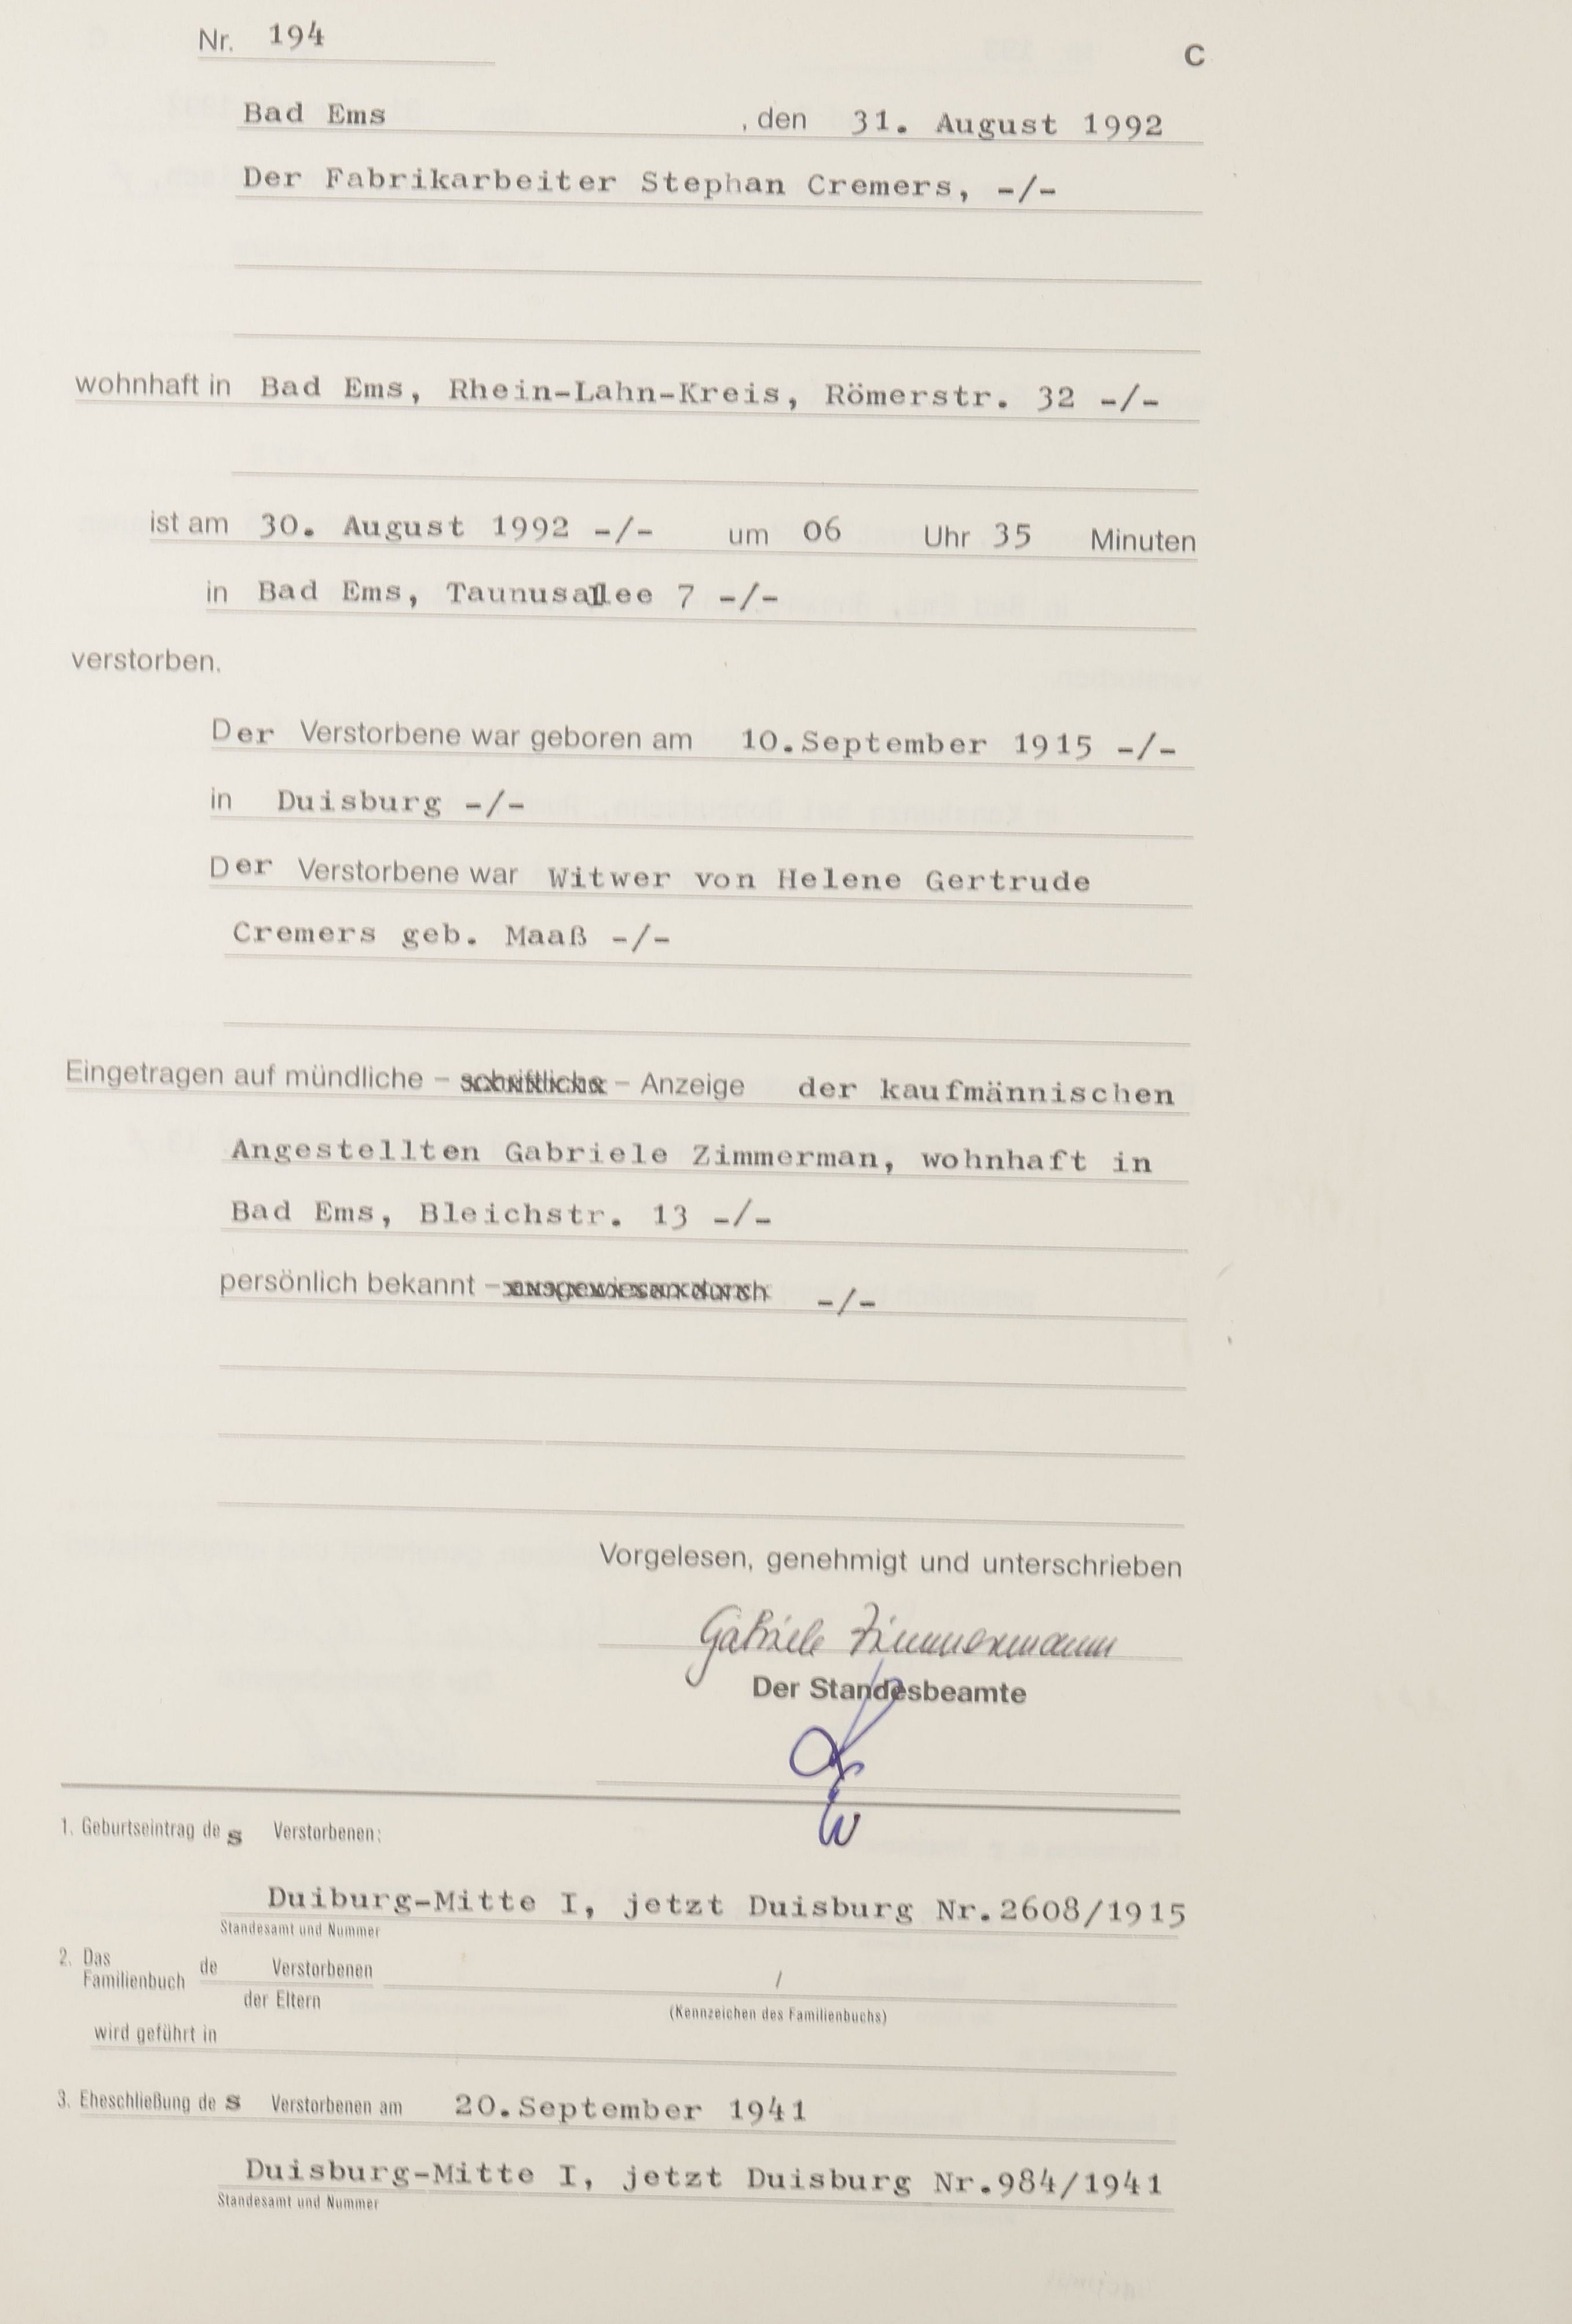 Nr. 194
C
Bad Ems , den 31. August 1992
Der Fabrikarbeiter Stephan Cremers, -/-
wohnhaft in Bad Ems, Rhein-Lahn-Kreis, Römerstr. 32 -/-
ist am 30. August 1992 -/- um 06 Uhr 35 Minuten
in Bad Ems, Taunusallee 7 -/-
verstorben.
Der Verstorbene war geboren am 10.September 1915 -/-
in Duisburg -/-
Der Verstorbene war Witwer von Helene Gertrude
Cremers geb. Maaß -/-
Eingetragen auf mündliche – schriftliche – Anzeige der kaufmännischen
Angestellten Gabriele Zimmerman, wohnhaft in
Bad Ems, Bleichstr. 13 -/-
persönlich bekannt – ausgewiesen durch -/-
Vorgelesen, genehmigt und unterschrieben
Gabriele Zimmermann
Der Standesbeamte
1. Geburtseintrag des Verstorbenen:
Duiburg-Mitte I, jetzt Duisburg Nr.2608/1915
Standesamt und Nummer
2. Das
Familienbuch de Verstorbenen /
der Eltern (Kennzeichen des Familienbuchs)
wird geführt in
3. Eheschließung des Verstorbenen am 20.September 1941
Duisburg-Mitte I, jetzt Duisburg Nr.984/1941
Standesamt und Nummer